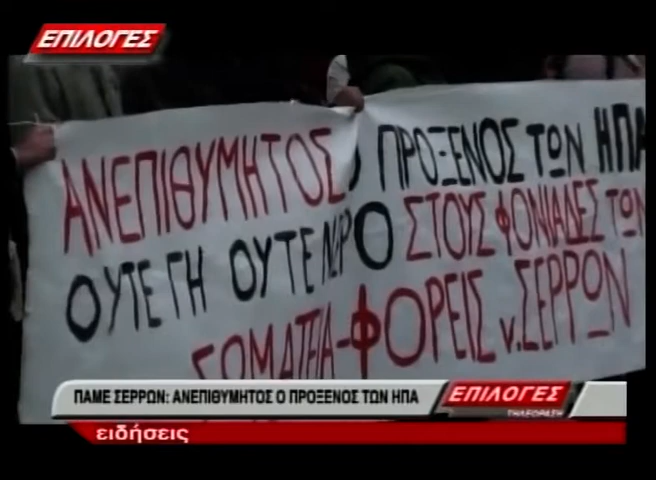 ΕΠΙΛΟΓΕΣ
ΑΝΕΠΙΘΥΜΗΤΟΣ Ο ΠΡΟΞΕΝΟΣ ΤΩΝ ΗΠΑ
ΟΥΤΕ ΓΗ ΟΥΤΕ ΝΕΡΟ ΣΤΟΥΣ ΦΟΝΙΑΔΕΣ ΤΩΝ
ΣΩΜΑΤΕΙΑ-ΦΟΡΕΙΣ ν. ΣΕΡΡΩΝ
ΠΑΜΕ ΣΕΡΡΩΝ: ΑΝΕΠΙΘΥΜΗΤΟΣ Ο ΠΡΟΞΕΝΟΣ ΤΩΝ ΗΠΑ
ΕΠΙΛΟΓΕΣ
ΤΗΛΕΟΡΑΣΗ
ειδήσεις